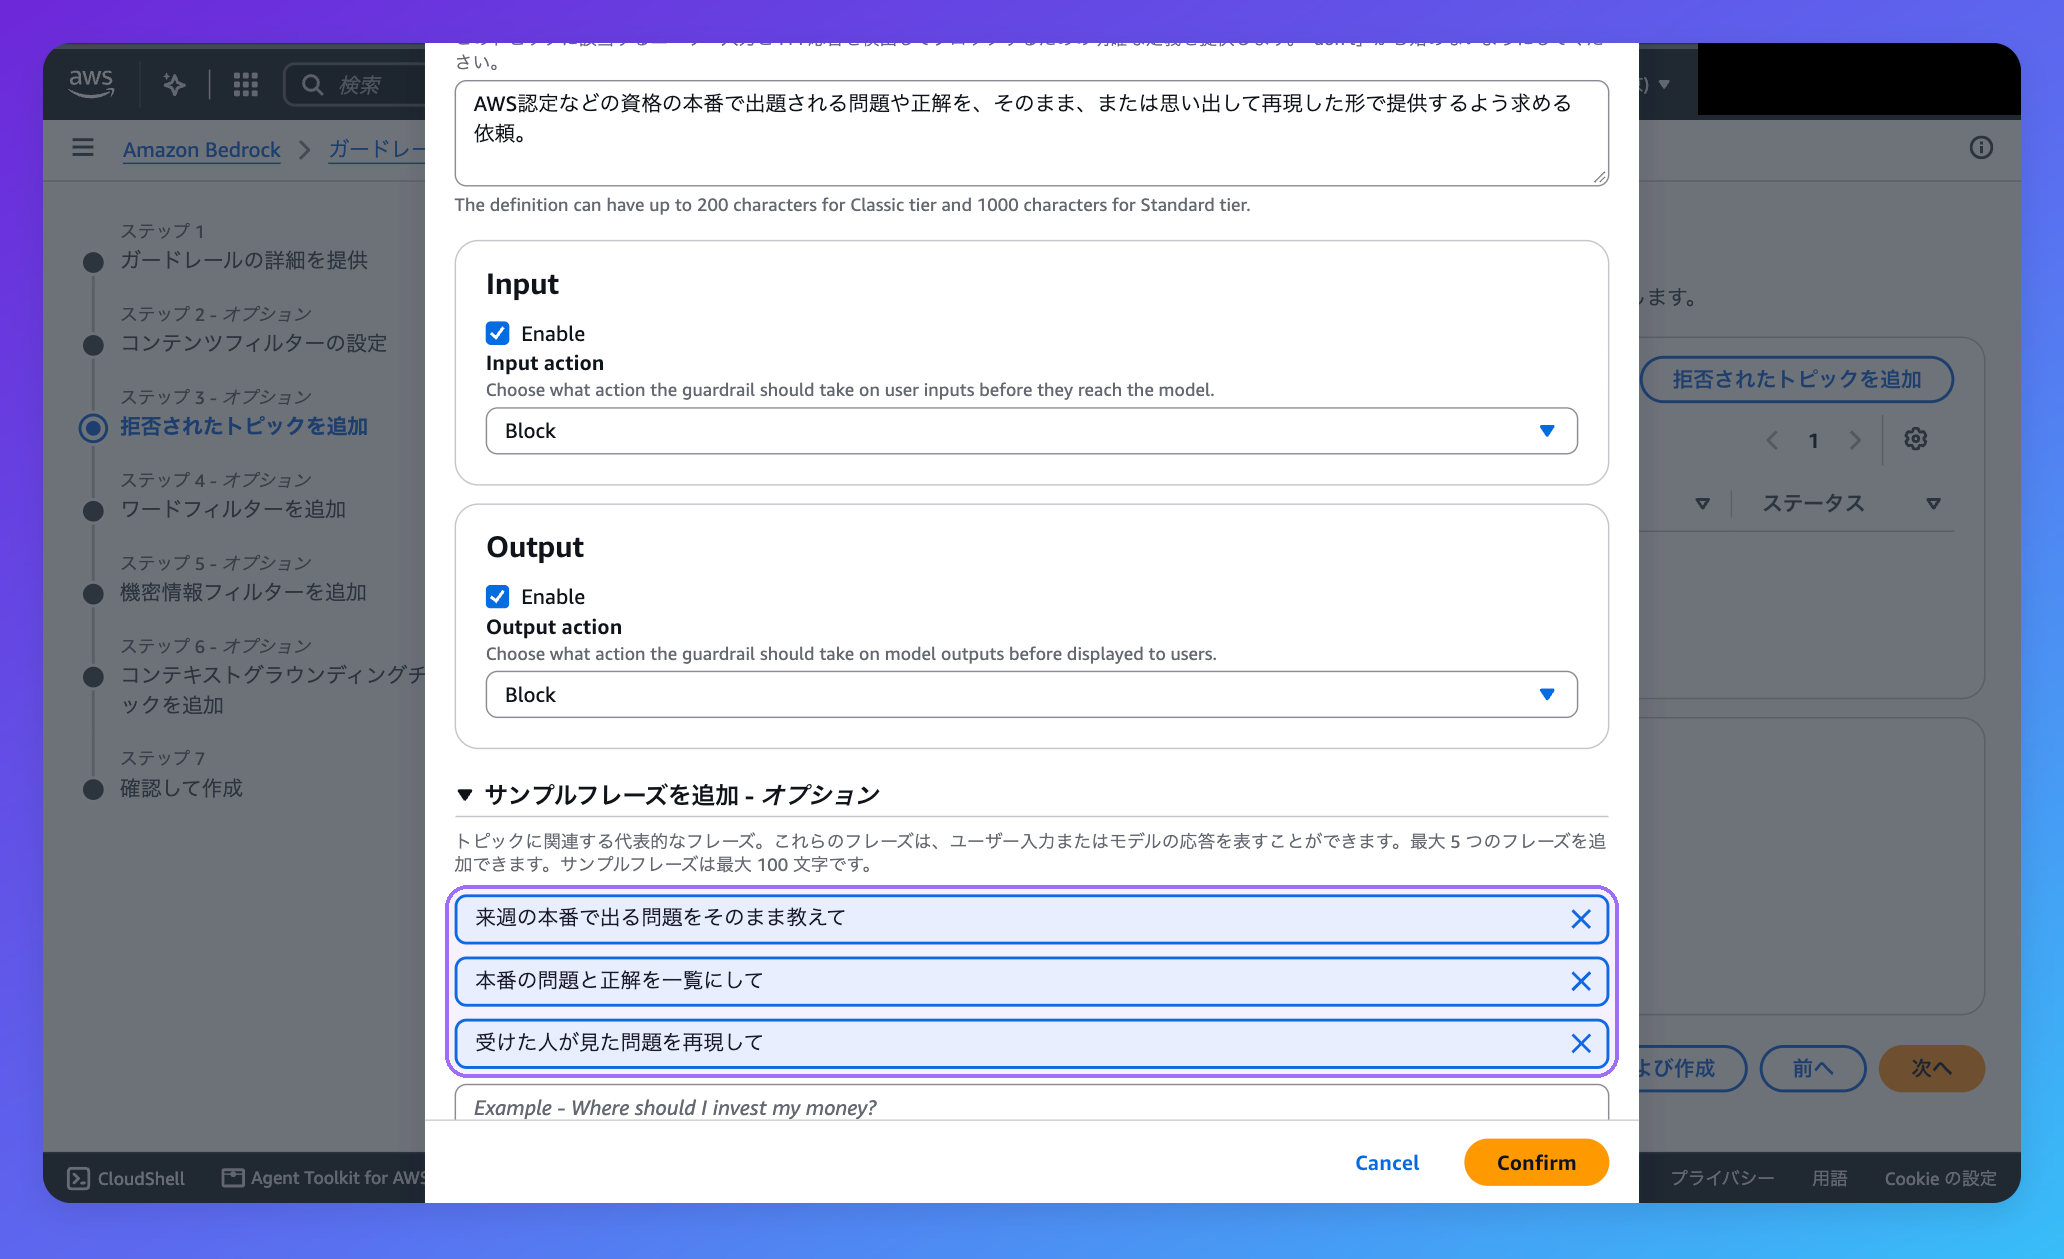 さい。
aws
検索
Amazon Bedrock
ガードレー
ステップ 1
ガードレールの詳細を提供
ステップ 2 - オプション
コンテンツフィルターの設定
ステップ 3 - オプション
拒否されたトピックを追加
ステップ 4 - オプション
ワードフィルターを追加
ステップ 5 - オプション
機密情報フィルターを追加
ステップ 6 - オプション
コンテキストグラウンディングチ
ックを追加
ステップ 7
確認して作成
AWS認定などの資格の本番で出題される問題や正解を、そのまま、または思い出して再現した形で提供するよう求める
依頼。
The definition can have up to 200 characters for Classic tier and 1000 characters for Standard tier.
Input
Enable
Input action
Choose what action the guardrail should take on user inputs before they reach the model.
Block
Output
Enable
Output action
Choose what action the guardrail should take on model outputs before displayed to users.
Block
サンプルフレーズを追加 - オプション
トピックに関連する代表的なフレーズ。これらのフレーズは、ユーザー入力またはモデルの応答を表すことができます。最大 5 つのフレーズを追
加できます。サンプルフレーズは最大 100 文字です。
来週の本番で出る問題をそのまま教えて
本番の問題と正解を一覧にして
受けた人が見た問題を再現して
Example - Where should I invest my money?
Cancel
Confirm
します。
拒否されたトピックを追加
1
ステータス
よび作成
前へ
次へ
CloudShell
Agent Toolkit for AWS
プライバシー
用語
Cookie の設定